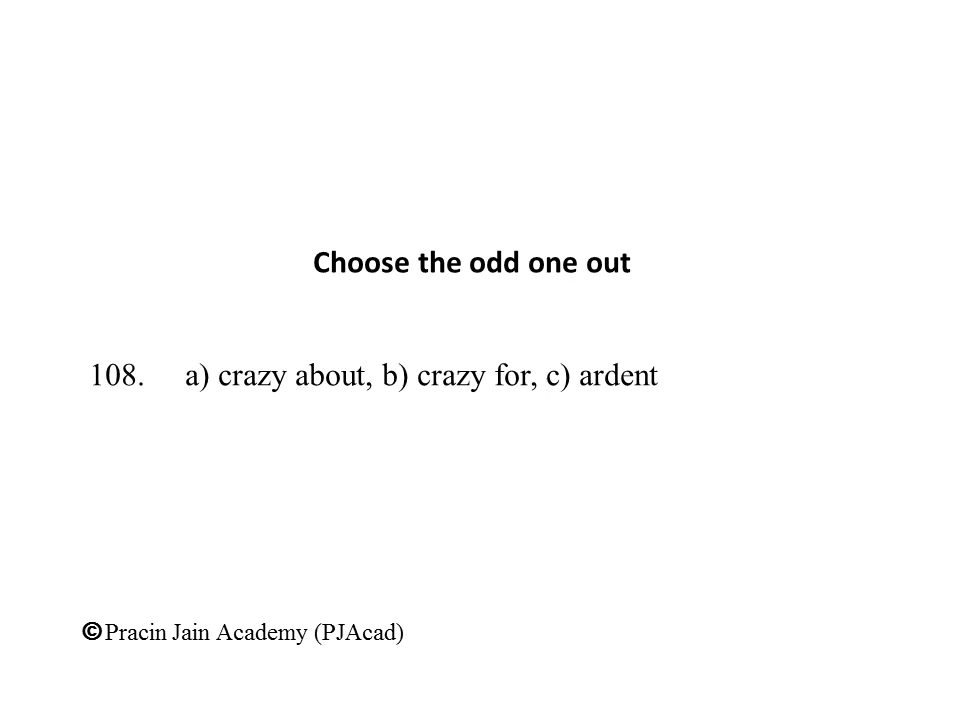 Choose the odd one out
108. a) crazy about, b) crazy for, c) ardent
©Pracin Jain Academy (PJAcad)